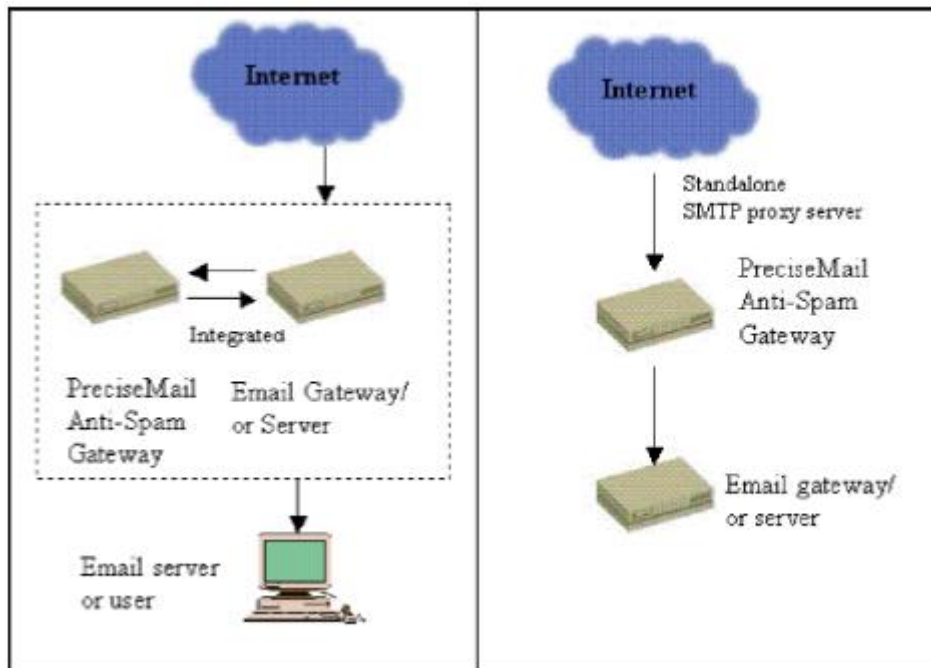 Internet
Integrated
PreciseMail
Anti-Spam
Gateway
Email Gateway/
or Server
Email server
or user
Internet
Standalone
SMTP proxy server
PreciseMail
Anti-Spam
Gateway
Email gateway/
or server